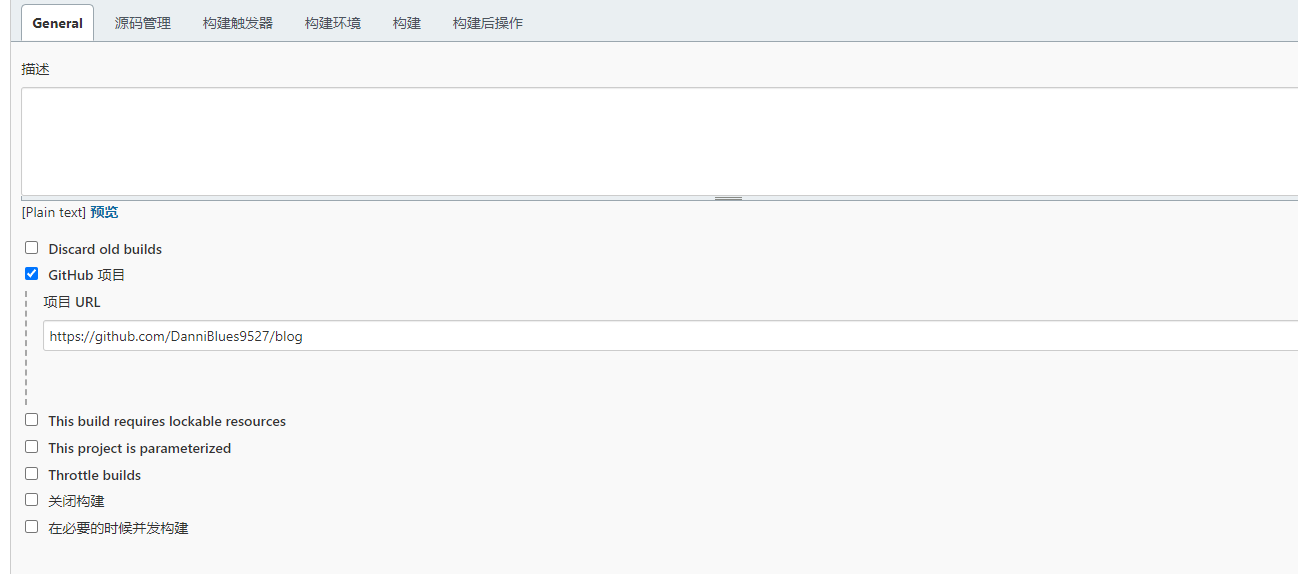 General 源码管理 构建触发器 构建环境 构建 构建后操作
描述
[Plain text] 预览
Discard old builds
GitHub 项目
项目 URL
https://github.com/DanniBlues9527/blog
This build requires lockable resources
This project is parameterized
Throttle builds
关闭构建
在必要的时候并发构建